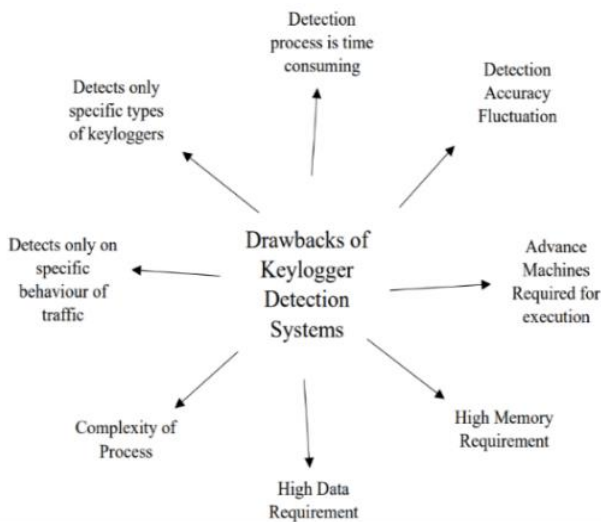 Detection
process is time
consuming
Detection
Accuracy
Fluctuation
Detects only
specific types
of keyloggers
Drawbacks of
Keylogger
Detection
Systems
Detects only on
specific
behaviour of
traffic
Advance
Machines
Required for
execution
Complexity of
Process
High Memory
Requirement
High Data
Requirement